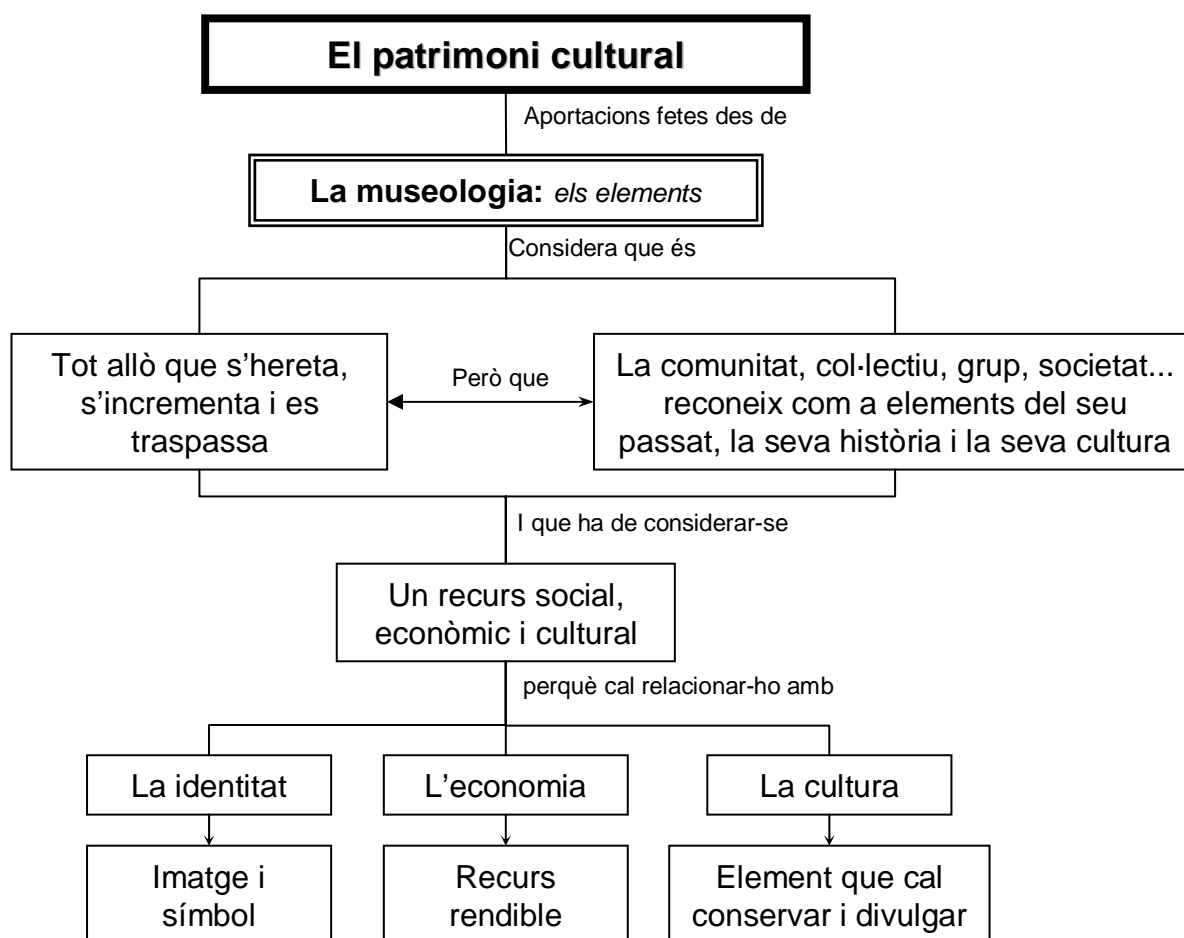 El patrimoni cultural
Aportacions fetes des de
La museologia: els elements
Considera que és
Tot allò que s’hereta,
s’incrementa i es
traspassa
Però que
La comunitat, col·lectiu, grup, societat...
reconeix com a elements del seu
passat, la seva història i la seva cultura
I que ha de considerar-se
Un recurs social,
econòmic i cultural
perquè cal relacionar-ho amb
La identitat
L’economia
La cultura
Imatge i
símbol
Recurs
rendible
Element que cal
conservar i divulgar